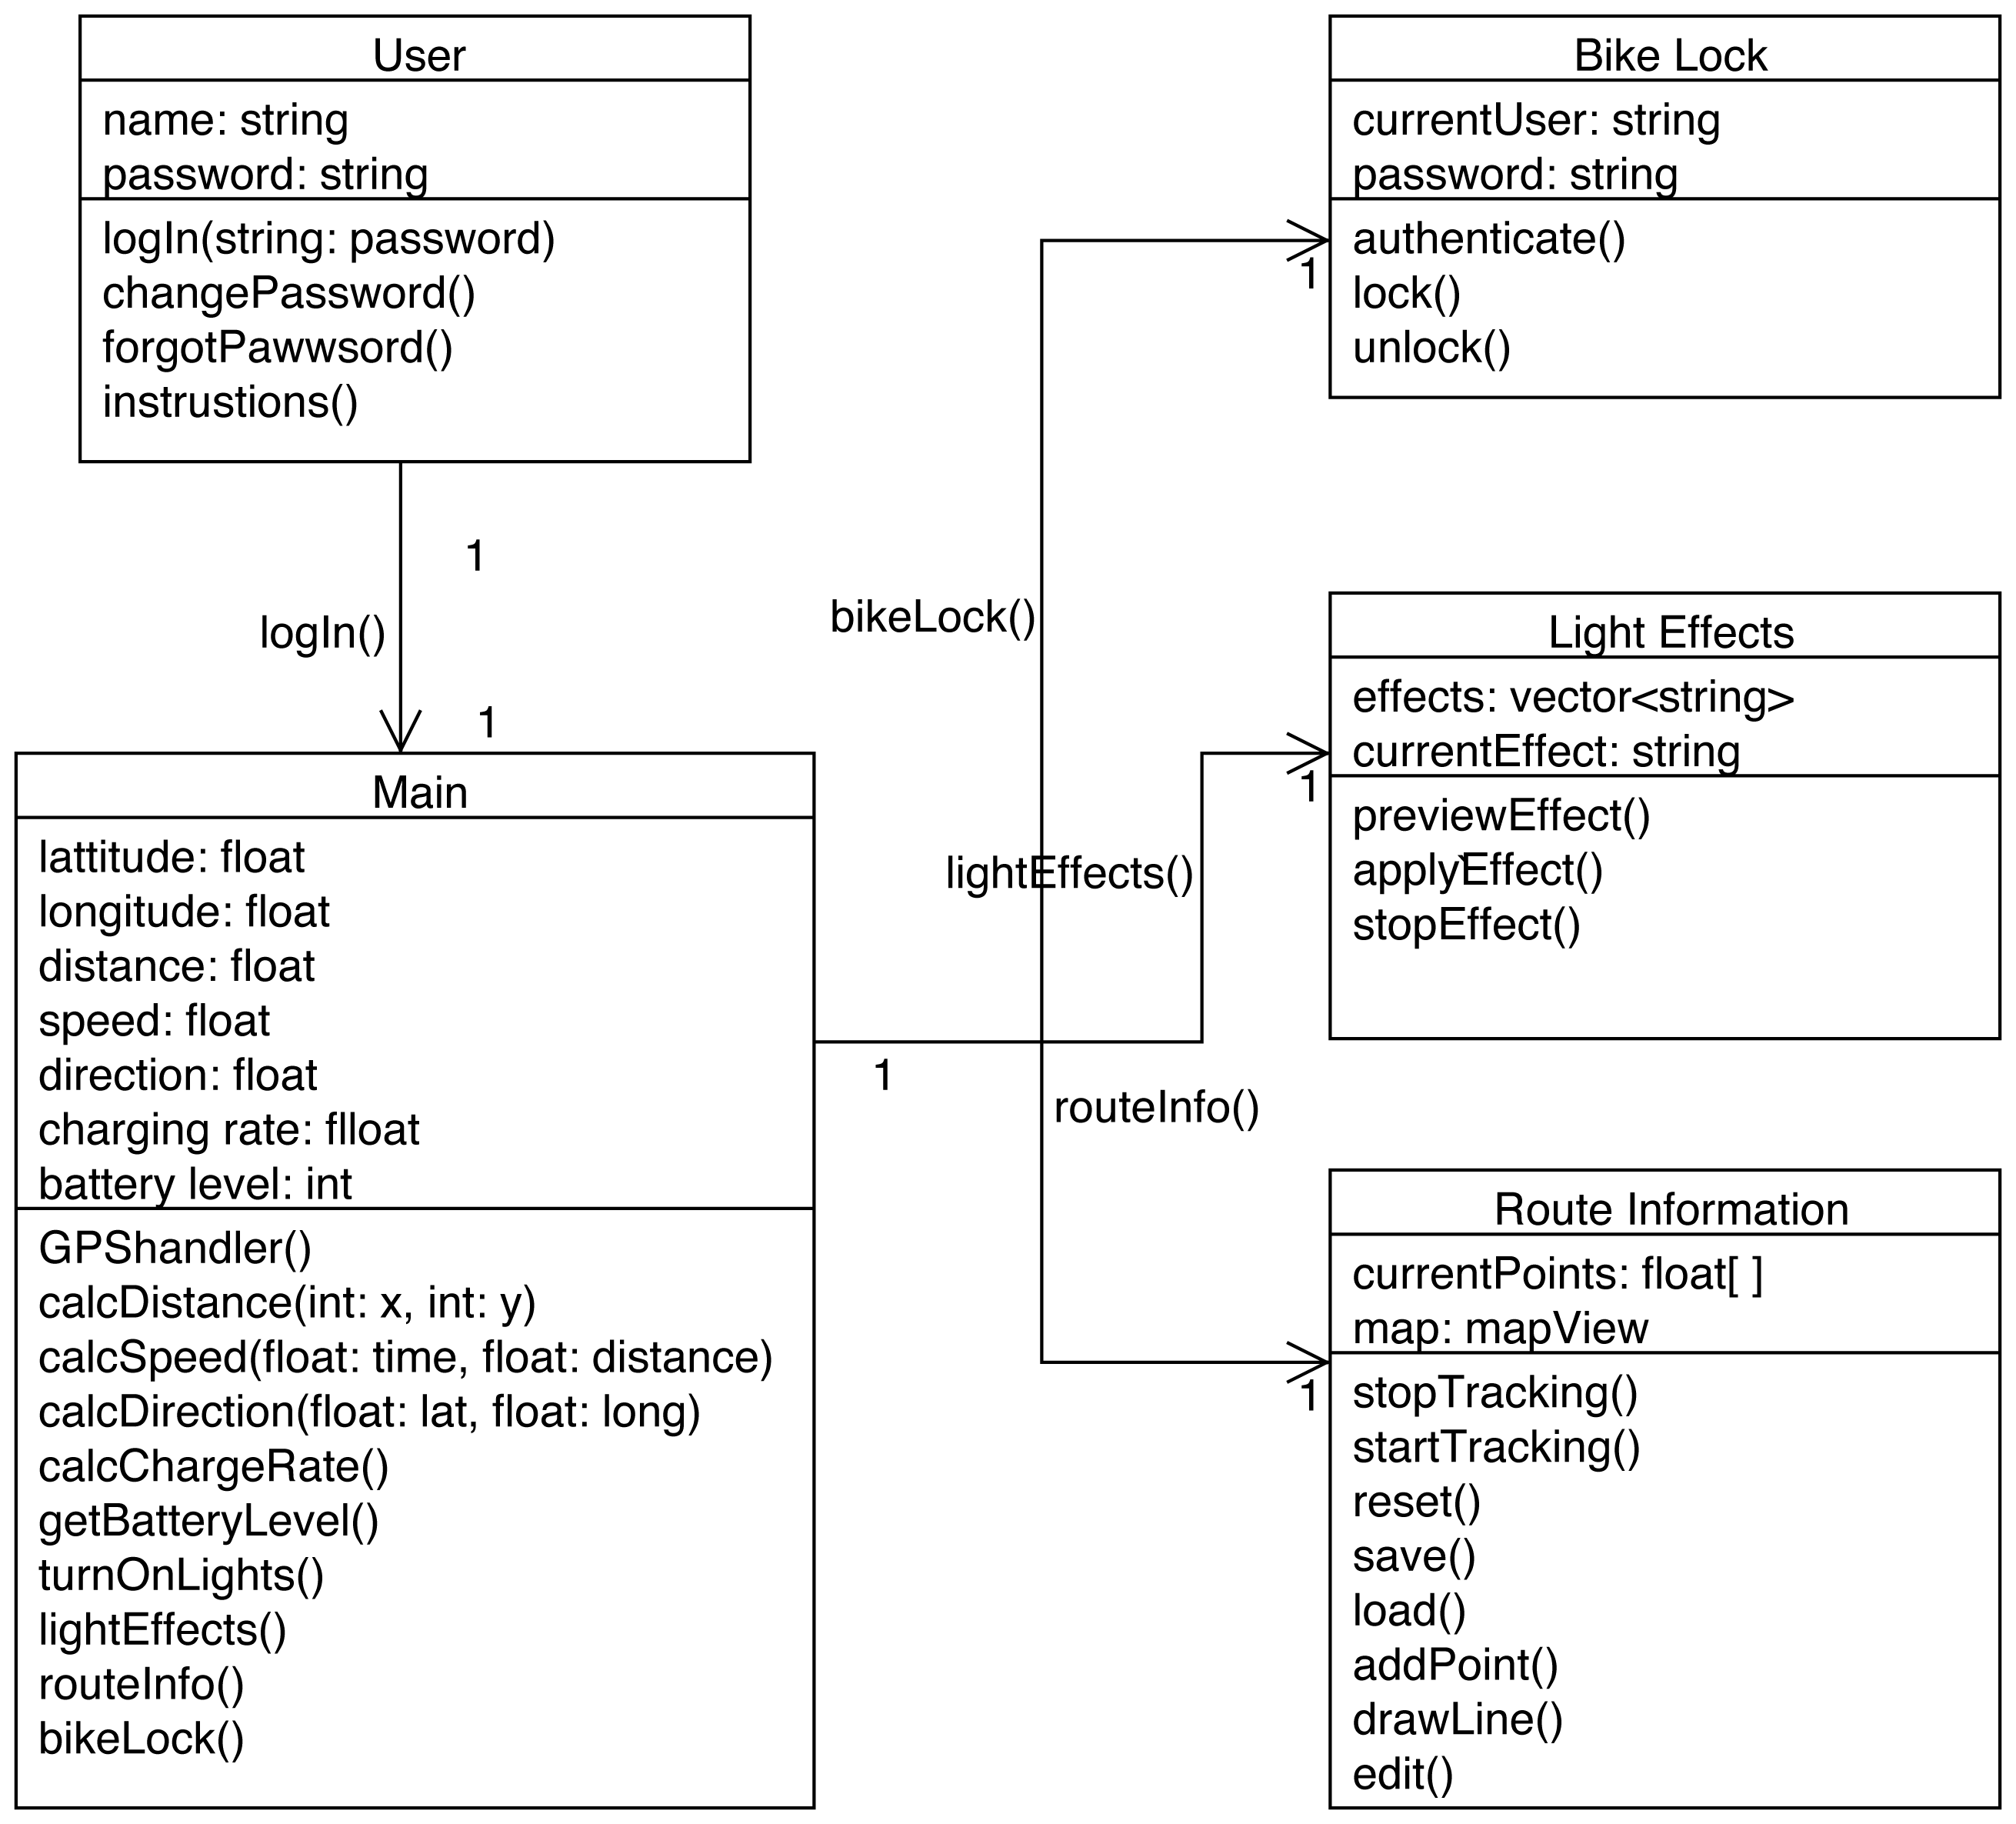 User
name: string
password: string
logIn(string: password)
changePassword()
forgotPawwsord()
instrustions()
1
logIn()
1
Main
lattitude: float
longitude: float
distance: float
speed: float
direction: float
charging rate: flloat
battery level: int
GPShandler()
calcDistance(int: x, int: y)
calcSpeed(float: time, float: distance)
calcDirection(float: lat, float: long)
calcChargeRate()
getBatteryLevel()
turnOnLights()
lightEffects()
routeInfo()
bikeLock()
1
bikeLock()
lightEffects()
routeInfo()
Bike Lock
currentUser: string
password: string
authenticate()
lock()
unlock()
1
Light Effects
effects: vector<string>
currentEffect: string
previewEffect()
apply`Effect()
stopEffect()
1
Route Information
currentPoints: float[ ]
map: mapView
stopTracking()
startTracking()
reset()
save()
load()
addPoint()
drawLine()
edit()
1